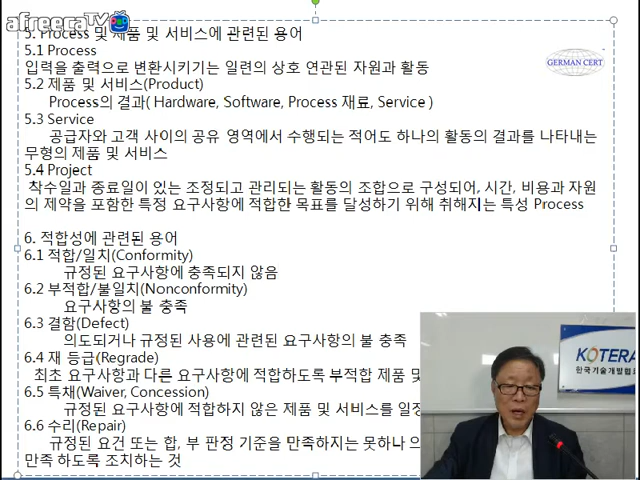 afreecaTV
5. Process 및 제품 및 서비스에 관련된 용어
5.1 Process
입력을 출력으로 변환시키기는 일련의 상호 연관된 자원과 활동
GERMAN CERT
5.2 제품 및 서비스(Product)
Process의 결과( Hardware, Software, Process 재료, Service )
5.3 Service
공급자와 고객 사이의 공유 영역에서 수행되는 적어도 하나의 활동의 결과를 나타내는
무형의 제품 및 서비스
5.4 Project
착수일과 종료일이 있는 조정되고 관리되는 활동의 조합으로 구성되어, 시간, 비용과 자원
의 제약을 포함한 특정 요구사항에 적합한 목표를 달성하기 위해 취해지는 특성 Process
6. 적합성에 관련된 용어
6.1 적합/일치(Conformity)
규정된 요구사항에 충족되지 않음
6.2 부적합/불일치(Nonconformity)
요구사항의 불 충족
6.3 결함(Defect)
의도되거나 규정된 사용에 관련된 요구사항의 불 충족
6.4 재 등급(Regrade)
최초 요구사항과 다른 요구사항에 적합하도록 부적합 제품 및
6.5 특채(Waiver, Concession)
규정된 요구사항에 적합하지 않은 제품 및 서비스를 일정
6.6 수리(Repair)
규정된 요건 또는 합, 부 판정 기준을 만족하지는 못하나 의
만족 하도록 조치하는 것
KOTERA
한국기술개발협회